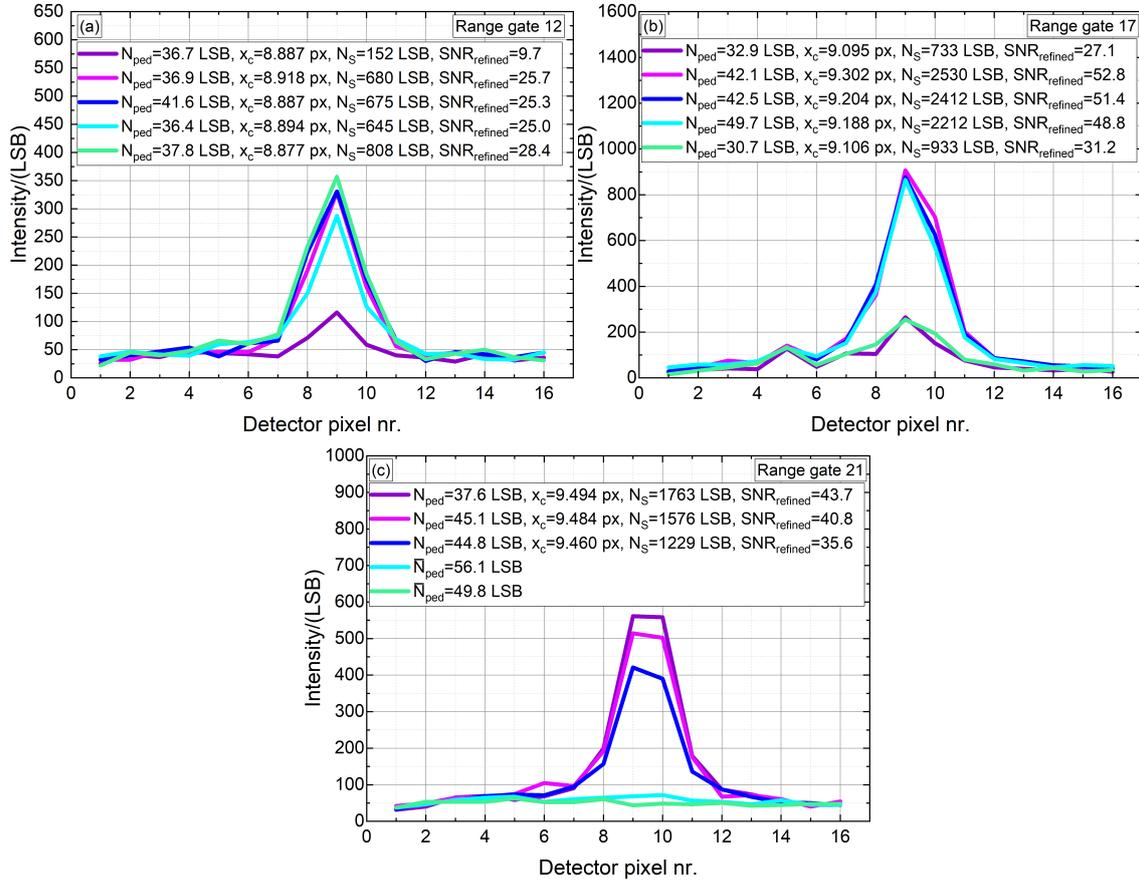 (a) Range gate 12
N_ped=36.7 LSB, x_c=8.887 px, N_S=152 LSB, SNR_refined=9.7
N_ped=36.9 LSB, x_c=8.918 px, N_S=680 LSB, SNR_refined=25.7
N_ped=41.6 LSB, x_c=8.887 px, N_S=675 LSB, SNR_refined=25.3
N_ped=36.4 LSB, x_c=8.894 px, N_S=645 LSB, SNR_refined=25.0
N_ped=37.8 LSB, x_c=8.877 px, N_S=808 LSB, SNR_refined=28.4
650
600
550
500
450
400
350
300
250
200
150
100
50
0
Intensity/(LSB)
0 2 4 6 8 10 12 14 16
Detector pixel nr.
(b) Range gate 17
N_ped=32.9 LSB, x_c=9.095 px, N_S=733 LSB, SNR_refined=27.1
N_ped=42.1 LSB, x_c=9.302 px, N_S=2530 LSB, SNR_refined=52.8
N_ped=42.5 LSB, x_c=9.204 px, N_S=2412 LSB, SNR_refined=51.4
N_ped=49.7 LSB, x_c=9.188 px, N_S=2212 LSB, SNR_refined=48.8
N_ped=30.7 LSB, x_c=9.106 px, N_S=933 LSB, SNR_refined=31.2
1600
1400
1200
1000
800
600
400
200
0
Intensity/(LSB)
0 2 4 6 8 10 12 14 16
Detector pixel nr.
(c) Range gate 21
N_ped=37.6 LSB, x_c=9.494 px, N_S=1763 LSB, SNR_refined=43.7
N_ped=45.1 LSB, x_c=9.484 px, N_S=1576 LSB, SNR_refined=40.8
N_ped=44.8 LSB, x_c=9.460 px, N_S=1229 LSB, SNR_refined=35.6
N̅_ped=56.1 LSB
N̅_ped=49.8 LSB
1000
900
800
700
600
500
400
300
200
100
0
Intensity/(LSB)
0 2 4 6 8 10 12 14 16
Detector pixel nr.